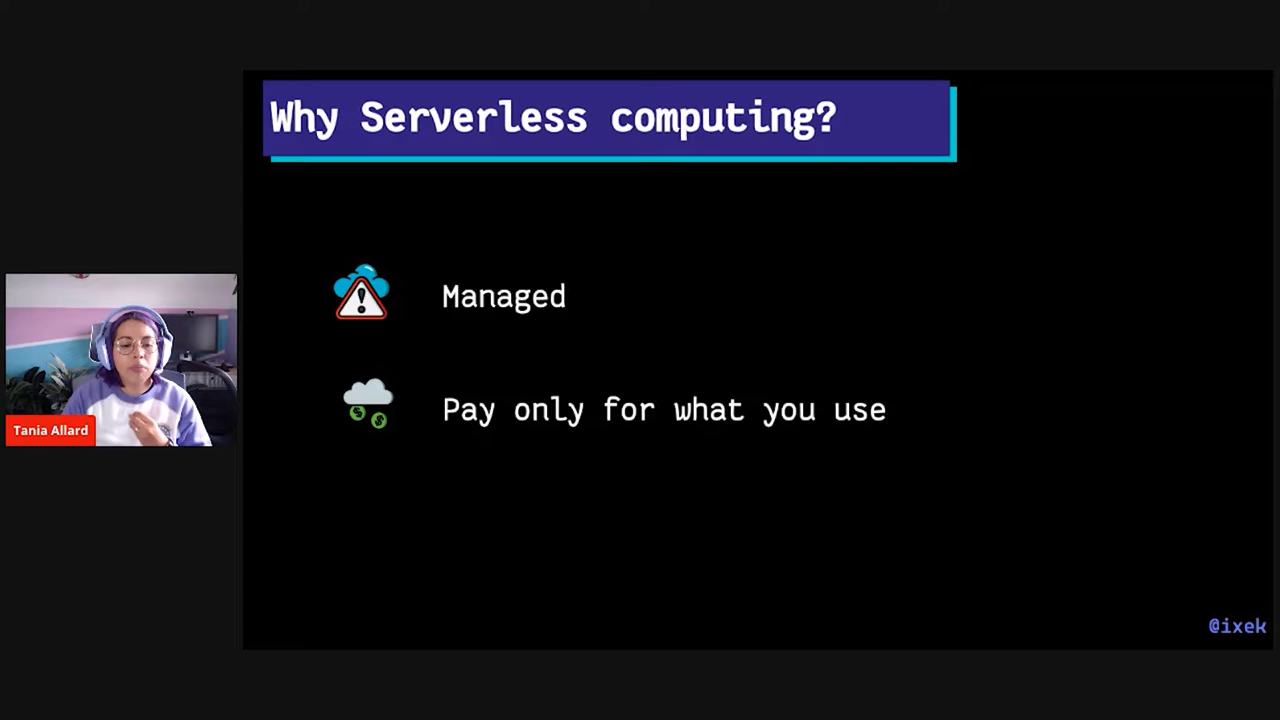 Why Serverless computing?
Managed
Pay only for what you use
Tania Allard
@ixek